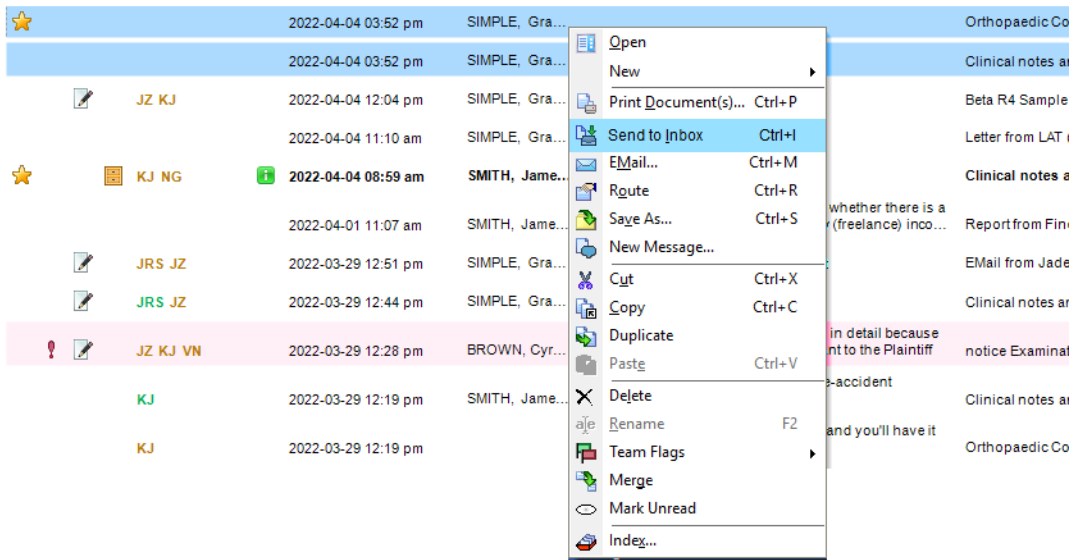 2022-04-04 03:52 pm SIMPLE, Gra... Orthopaedic Co
2022-04-04 03:52 pm SIMPLE, Gra... Clinical notes ar
JZ KJ 2022-04-04 12:04 pm SIMPLE, Gra... Beta R4 Sample
2022-04-04 11:10 am SIMPLE, Gra... Letter from LAT
KJ NG 2022-04-04 08:59 am SMITH, Jame... Clinical notes a
whether there is a
2022-04-01 11:07 am SMITH, Jame... (freelance) inco... Report from Fin
JRS JZ 2022-03-29 12:51 pm SIMPLE, Gra... EMail from Jade
JRS JZ 2022-03-29 12:44 pm SIMPLE, Gra... Clinical notes ar
in detail because
JZ KJ VN 2022-03-29 12:28 pm BROWN, Cyr... nt to the Plaintiff notice Examinat
e-accident
KJ 2022-03-29 12:19 pm SMITH, Jame... Clinical notes ar
and you'll have it
KJ 2022-03-29 12:19 pm Orthopaedic Co
Open
New
Print Document(s)... Ctrl+P
Send to Inbox Ctrl+I
EMail... Ctrl+M
Route Ctrl+R
Save As... Ctrl+S
New Message...
Cut Ctrl+X
Copy Ctrl+C
Duplicate
Paste Ctrl+V
Delete
Rename F2
Team Flags
Merge
Mark Unread
Index...